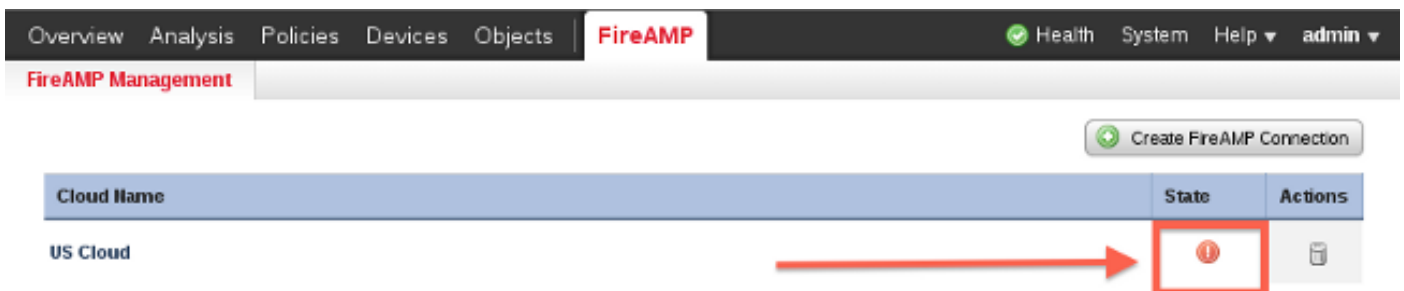 Overview Analysis Policies Devices Objects FireAMP Health System Help admin
FireAMP Management
Create FireAMP Connection
Cloud Name State Actions
US Cloud